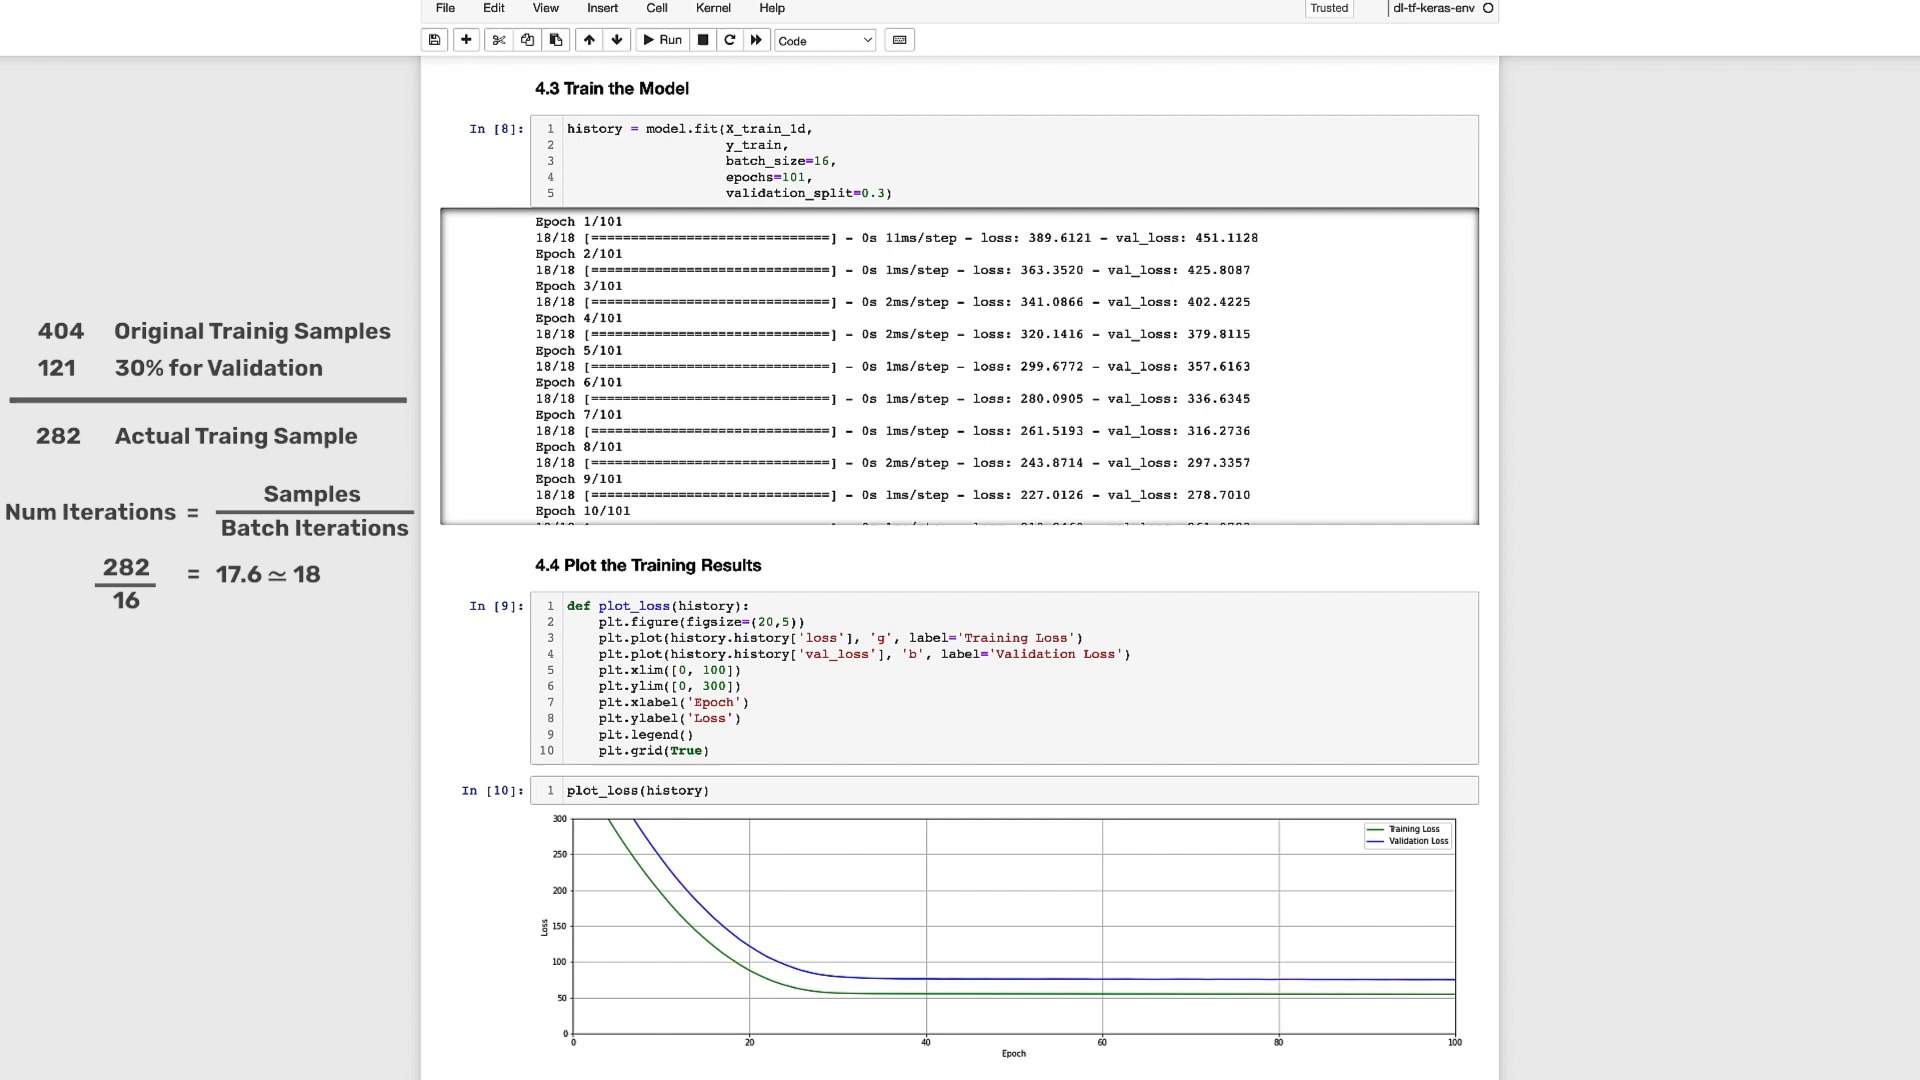 File Edit View Insert Cell Kernel Help Trusted dl-tf-keras-env
Run Code
4.3 Train the Model
In [8]:
1 history = model.fit(X_train_1d,
2 y_train,
3 batch_size=16,
4 epochs=101,
5 validation_split=0.3)
Epoch 1/101
18/18 [==============================] - 0s 11ms/step - loss: 389.6121 - val_loss: 451.1128
Epoch 2/101
18/18 [==============================] - 0s 1ms/step - loss: 363.3520 - val_loss: 425.8087
Epoch 3/101
18/18 [==============================] - 0s 2ms/step - loss: 341.0866 - val_loss: 402.4225
Epoch 4/101
18/18 [==============================] - 0s 2ms/step - loss: 320.1416 - val_loss: 379.8115
Epoch 5/101
18/18 [==============================] - 0s 1ms/step - loss: 299.6772 - val_loss: 357.6163
Epoch 6/101
18/18 [==============================] - 0s 1ms/step - loss: 280.0905 - val_loss: 336.6345
Epoch 7/101
18/18 [==============================] - 0s 1ms/step - loss: 261.5193 - val_loss: 316.2736
Epoch 8/101
18/18 [==============================] - 0s 2ms/step - loss: 243.8714 - val_loss: 297.3357
Epoch 9/101
18/18 [==============================] - 0s 1ms/step - loss: 227.0126 - val_loss: 278.7010
Epoch 10/101
404 Original Trainig Samples
121 30% for Validation
282 Actual Traing Sample
Num Iterations = Samples
Batch Iterations
282
16
= 17.6 ≃ 18
4.4 Plot the Training Results
In [9]:
1 def plot_loss(history):
2 plt.figure(figsize=(20,5))
3 plt.plot(history.history['loss'], 'g', label='Training Loss')
4 plt.plot(history.history['val_loss'], 'b', label='Validation Loss')
5 plt.xlim([0, 100])
6 plt.ylim([0, 300])
7 plt.xlabel('Epoch')
8 plt.ylabel('Loss')
9 plt.legend()
10 plt.grid(True)
In [10]:
1 plot_loss(history)
300
250
200
150
100
50
0
Loss
Training Loss
Validation Loss
0 20 40 60 80 100
Epoch